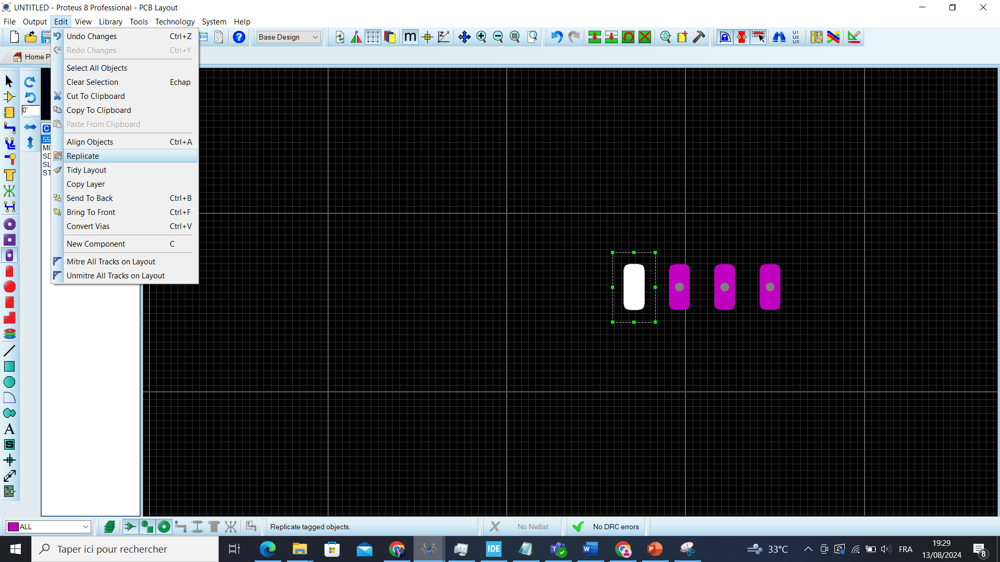 UNTITLED - Proteus 8 Professional - PCB Layout
File Output Edit View Library Tools Technology System Help
Base Design
m
Home P
Undo Changes Ctrl+Z
Redo Changes Ctrl+Y
Select All Objects
Clear Selection Echap
Cut To Clipboard
Copy To Clipboard
Paste From Clipboard
Align Objects Ctrl+A
Replicate
Tidy Layout
Copy Layer
Send To Back Ctrl+B
Bring To Front Ctrl+F
Convert Vias Ctrl+V
New Component C
Mitre All Tracks on Layout
Unmitre All Tracks on Layout
U1
U2
U3
0°
C
55
MI
SD
SL
ST
A
S
ALL
Replicate tagged objects.
No Netlist
No DRC errors
Taper ici pour rechercher
IDE
33°C
FRA
19:29
13/08/2024
8